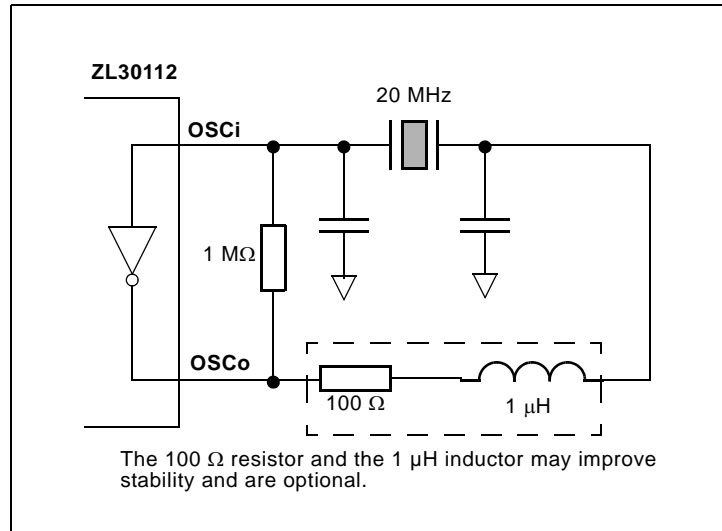 ZL30112
20 MHz
OSCi
1 MΩ
OSCo
100 Ω
1 µH
The 100 Ω resistor and the 1 µH inductor may improve
stability and are optional.